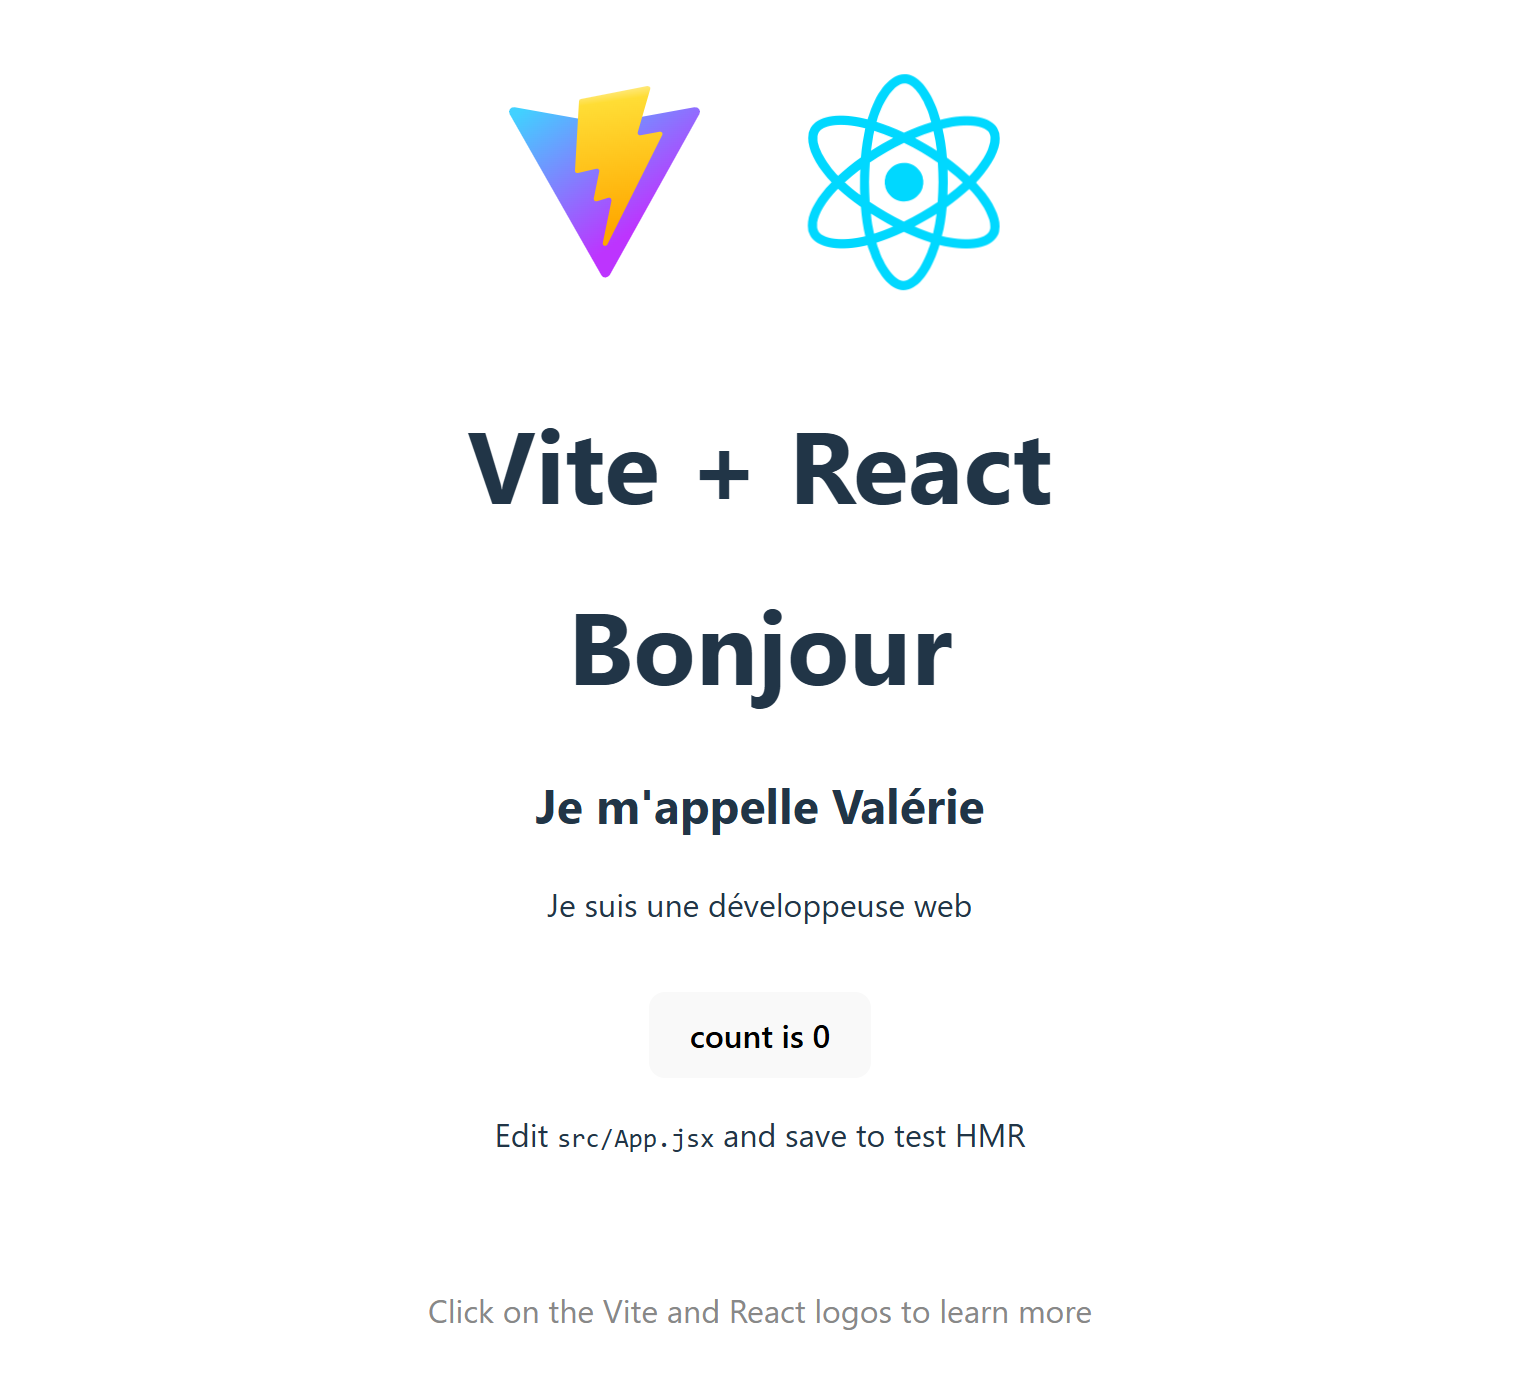 Vite + React
Bonjour
Je m'appelle Valérie
Je suis une développeuse web
count is 0
Edit src/App.jsx and save to test HMR
Click on the Vite and React logos to learn more